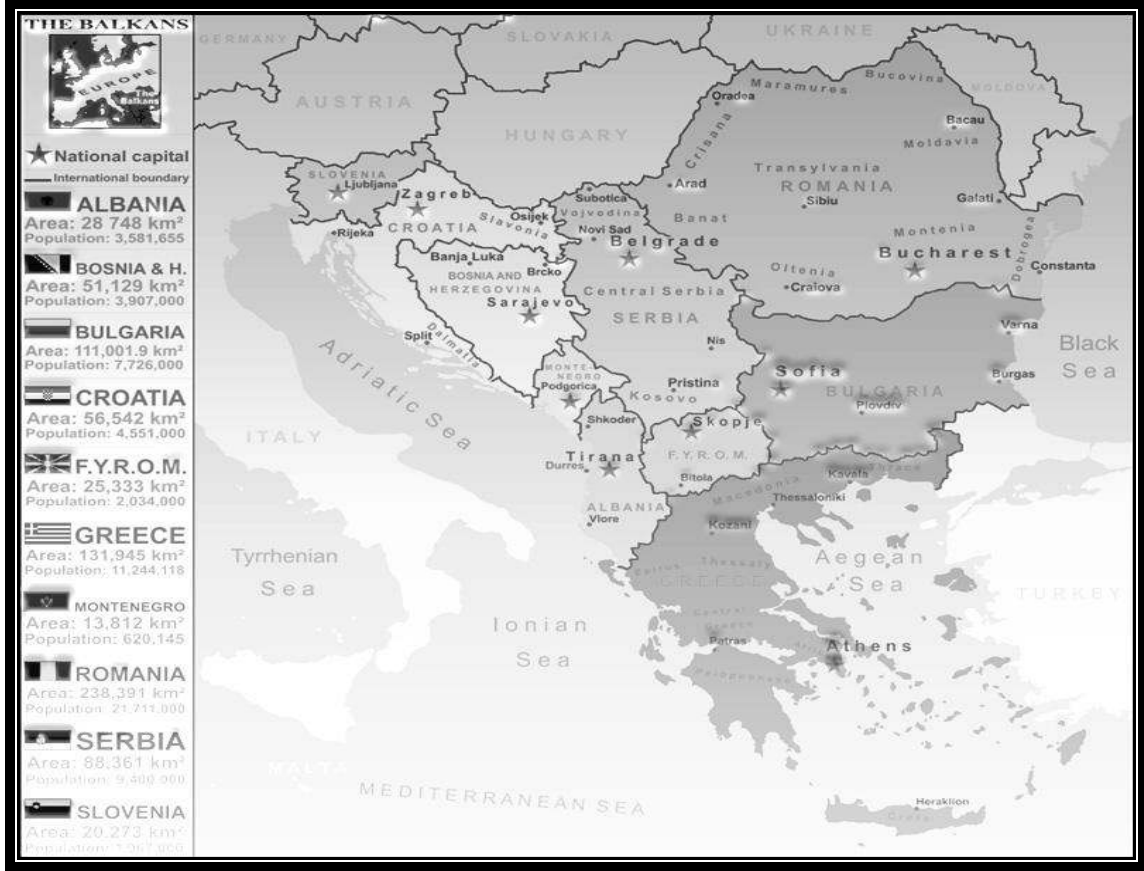 THE BALKANS
EUROPE
The
Balkans
National capital
International boundary
ALBANIA
Area: 28 748 km²
Population: 3,581,655
BOSNIA & H.
Area: 51,129 km²
Population: 3,907,000
BULGARIA
Area: 111,001.9 km²
Population: 7,726,000
CROATIA
Area: 56,542 km²
Population: 4,551,000
F.Y.R.O.M.
Area: 25,333 km²
Population: 2,034,000
GREECE
Area: 131,945 km²
Population: 11,244,118
MONTENEGRO
Area: 13,812 km²
Population: 620,145
ROMANIA
Area: 238,391 km²
Population: 21,711,000
SERBIA
Area: 88,361 km²
Population: 9,400,000
SLOVENIA
Area: 20,273 km²
Population: 1,967,000
GERMANY
SLOVAKIA
UKRAINE
Bucovina
Maramures
MOLDOVA
Oradea
AUSTRIA
Bacau
HUNGARY
Crisana
Moldavia
Transylvania
SLOVENIA
Ljubljana
Arad
ROMANIA
Zagreb
Subotica
Sibiu
Galati
Vojvodina
Osijek
Slavonia
Banat
CROATIA
Rijeka
Novi Sad
Montenia
Belgrade
Bucharest
Dobrogea
Banja Luka
Brcko
Constanta
BOSNIA AND
HERZEGOVINA
Oltenia
Craiova
Central Serbia
Sarajevo
SERBIA
Split
Dalmatia
Varna
Nis
Black
Sea
Adriatic Sea
MONTE-
NEGRO
Podgorica
Pristina
Kosovo
Sofia
Burgas
BULGARIA
Plovdiv
Shkoder
Skopje
ITALY
Tirana
F.Y.R.O.M.
Durres
Bitola
Thrace
Kavala
Macedonia
Thessaloniki
ALBANIA
Vlore
Kozani
Tyrrhenian
Sea
Aegean
Sea
Epirus
Thessaly
GREECE
TURKEY
Ionian
Sea
Central
Greece
Patras
Athens
Peloponnese
MALTA
MEDITERRANEAN SEA
Heraklion
Crete